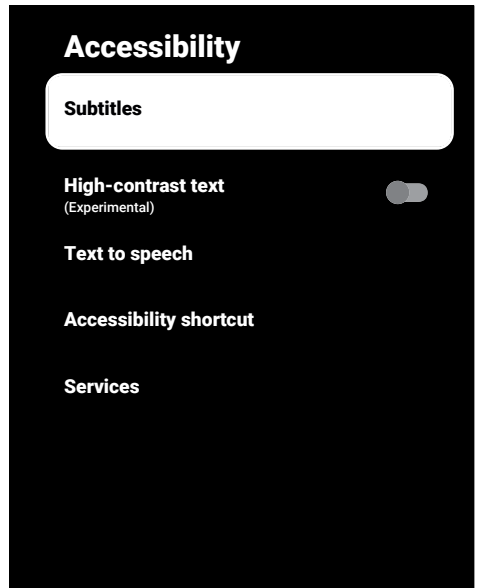 Accessibility
Subtitles
High-contrast text
(Experimental)
Text to speech
Accessibility shortcut
Services